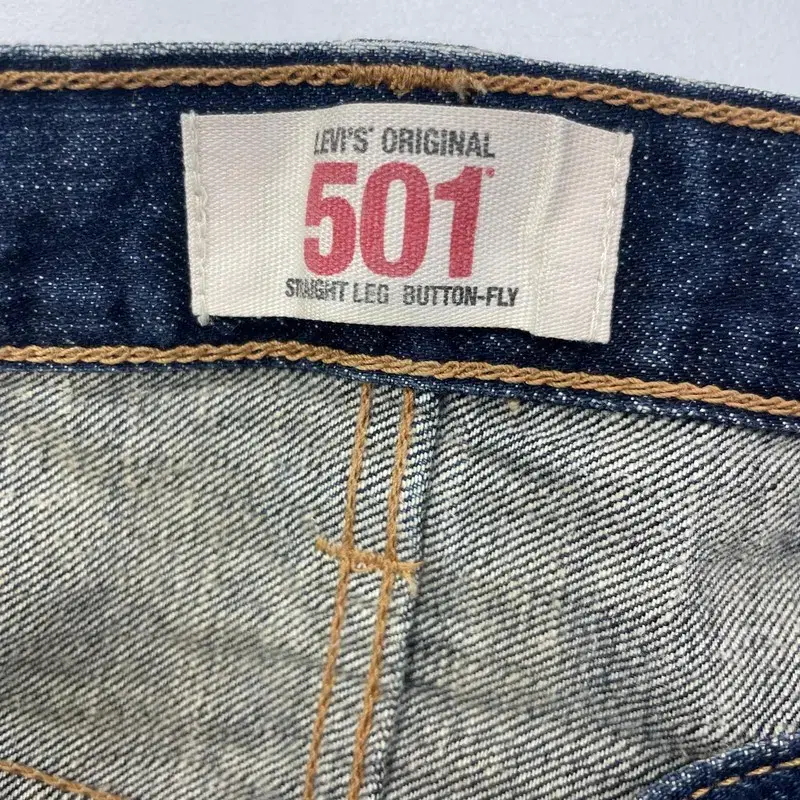 LEVI'S® ORIGINAL
501®
STRAIGHT LEG BUTTON-FLY